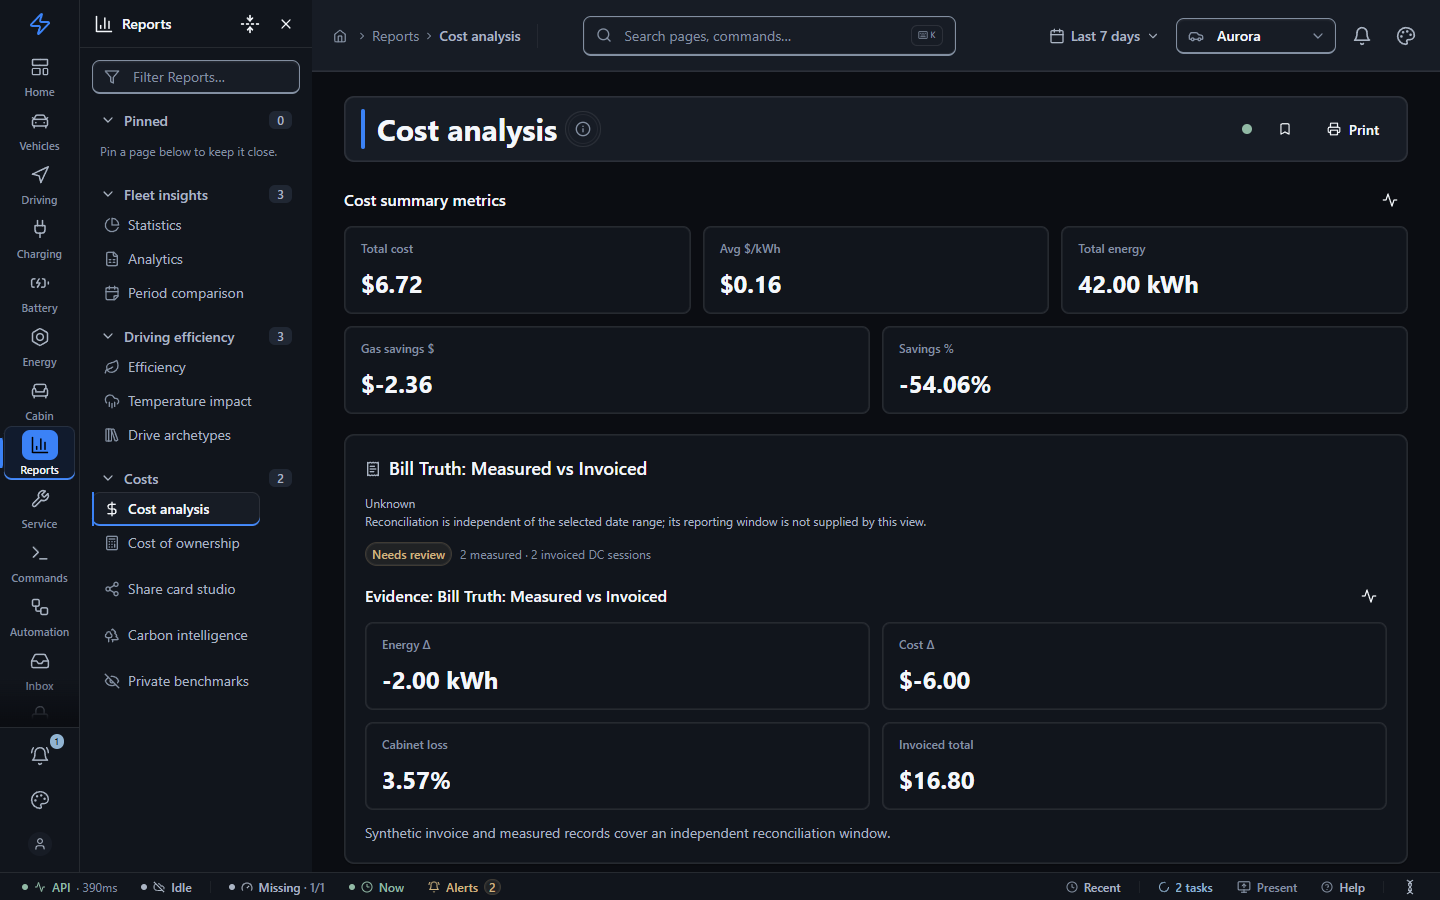 Reports
Reports
Cost analysis
Search pages, commands...
K
Last 7 days
Aurora
Home
Vehicles
Driving
Charging
Battery
Energy
Cabin
Reports
Service
Commands
Automation
Inbox
1
Filter Reports...
Pinned
0
Pin a page below to keep it close.
Fleet insights
3
Statistics
Analytics
Period comparison
Driving efficiency
3
Efficiency
Temperature impact
Drive archetypes
Costs
2
Cost analysis
Cost of ownership
Share card studio
Carbon intelligence
Private benchmarks
Cost analysis
Print
Cost summary metrics
Total cost
$6.72
Avg $/kWh
$0.16
Total energy
42.00 kWh
Gas savings $
$-2.36
Savings %
-54.06%
Bill Truth: Measured vs Invoiced
Unknown
Reconciliation is independent of the selected date range; its reporting window is not supplied by this view.
Needs review
2 measured · 2 invoiced DC sessions
Evidence: Bill Truth: Measured vs Invoiced
Energy Δ
-2.00 kWh
Cost Δ
$-6.00
Cabinet loss
3.57%
Invoiced total
$16.80
Synthetic invoice and measured records cover an independent reconciliation window.
API · 390ms
Idle
Missing · 1/1
Now
Alerts 2
Recent
2 tasks
Present
Help